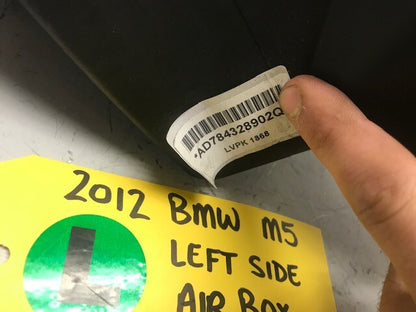 *AD784328902Q
LVPK 1868
2012 BMW M5
L
LEFT SIDE
AIR BOX